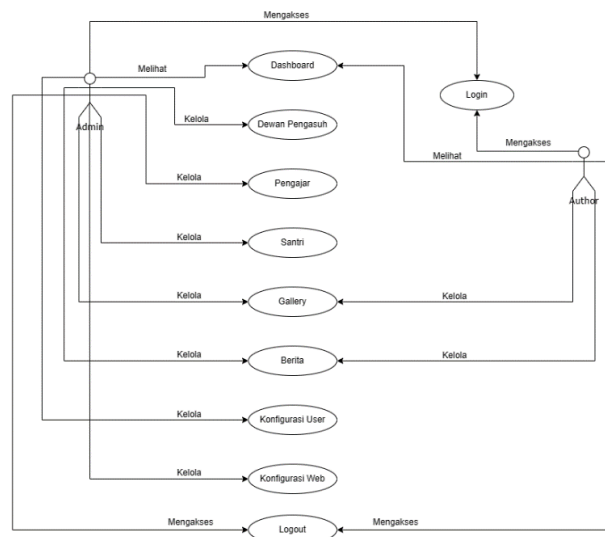 Mengakses
Melihat
Dashboard
Login
Kelola
Dewan Pengasuh
Admin
Mengakses
Melihat
Kelola
Pengajar
Author
Kelola
Santri
Kelola
Gallery
Kelola
Kelola
Berita
Kelola
Kelola
Konfigurasi User
Kelola
Konfigurasi Web
Mengakses
Logout
Mengakses